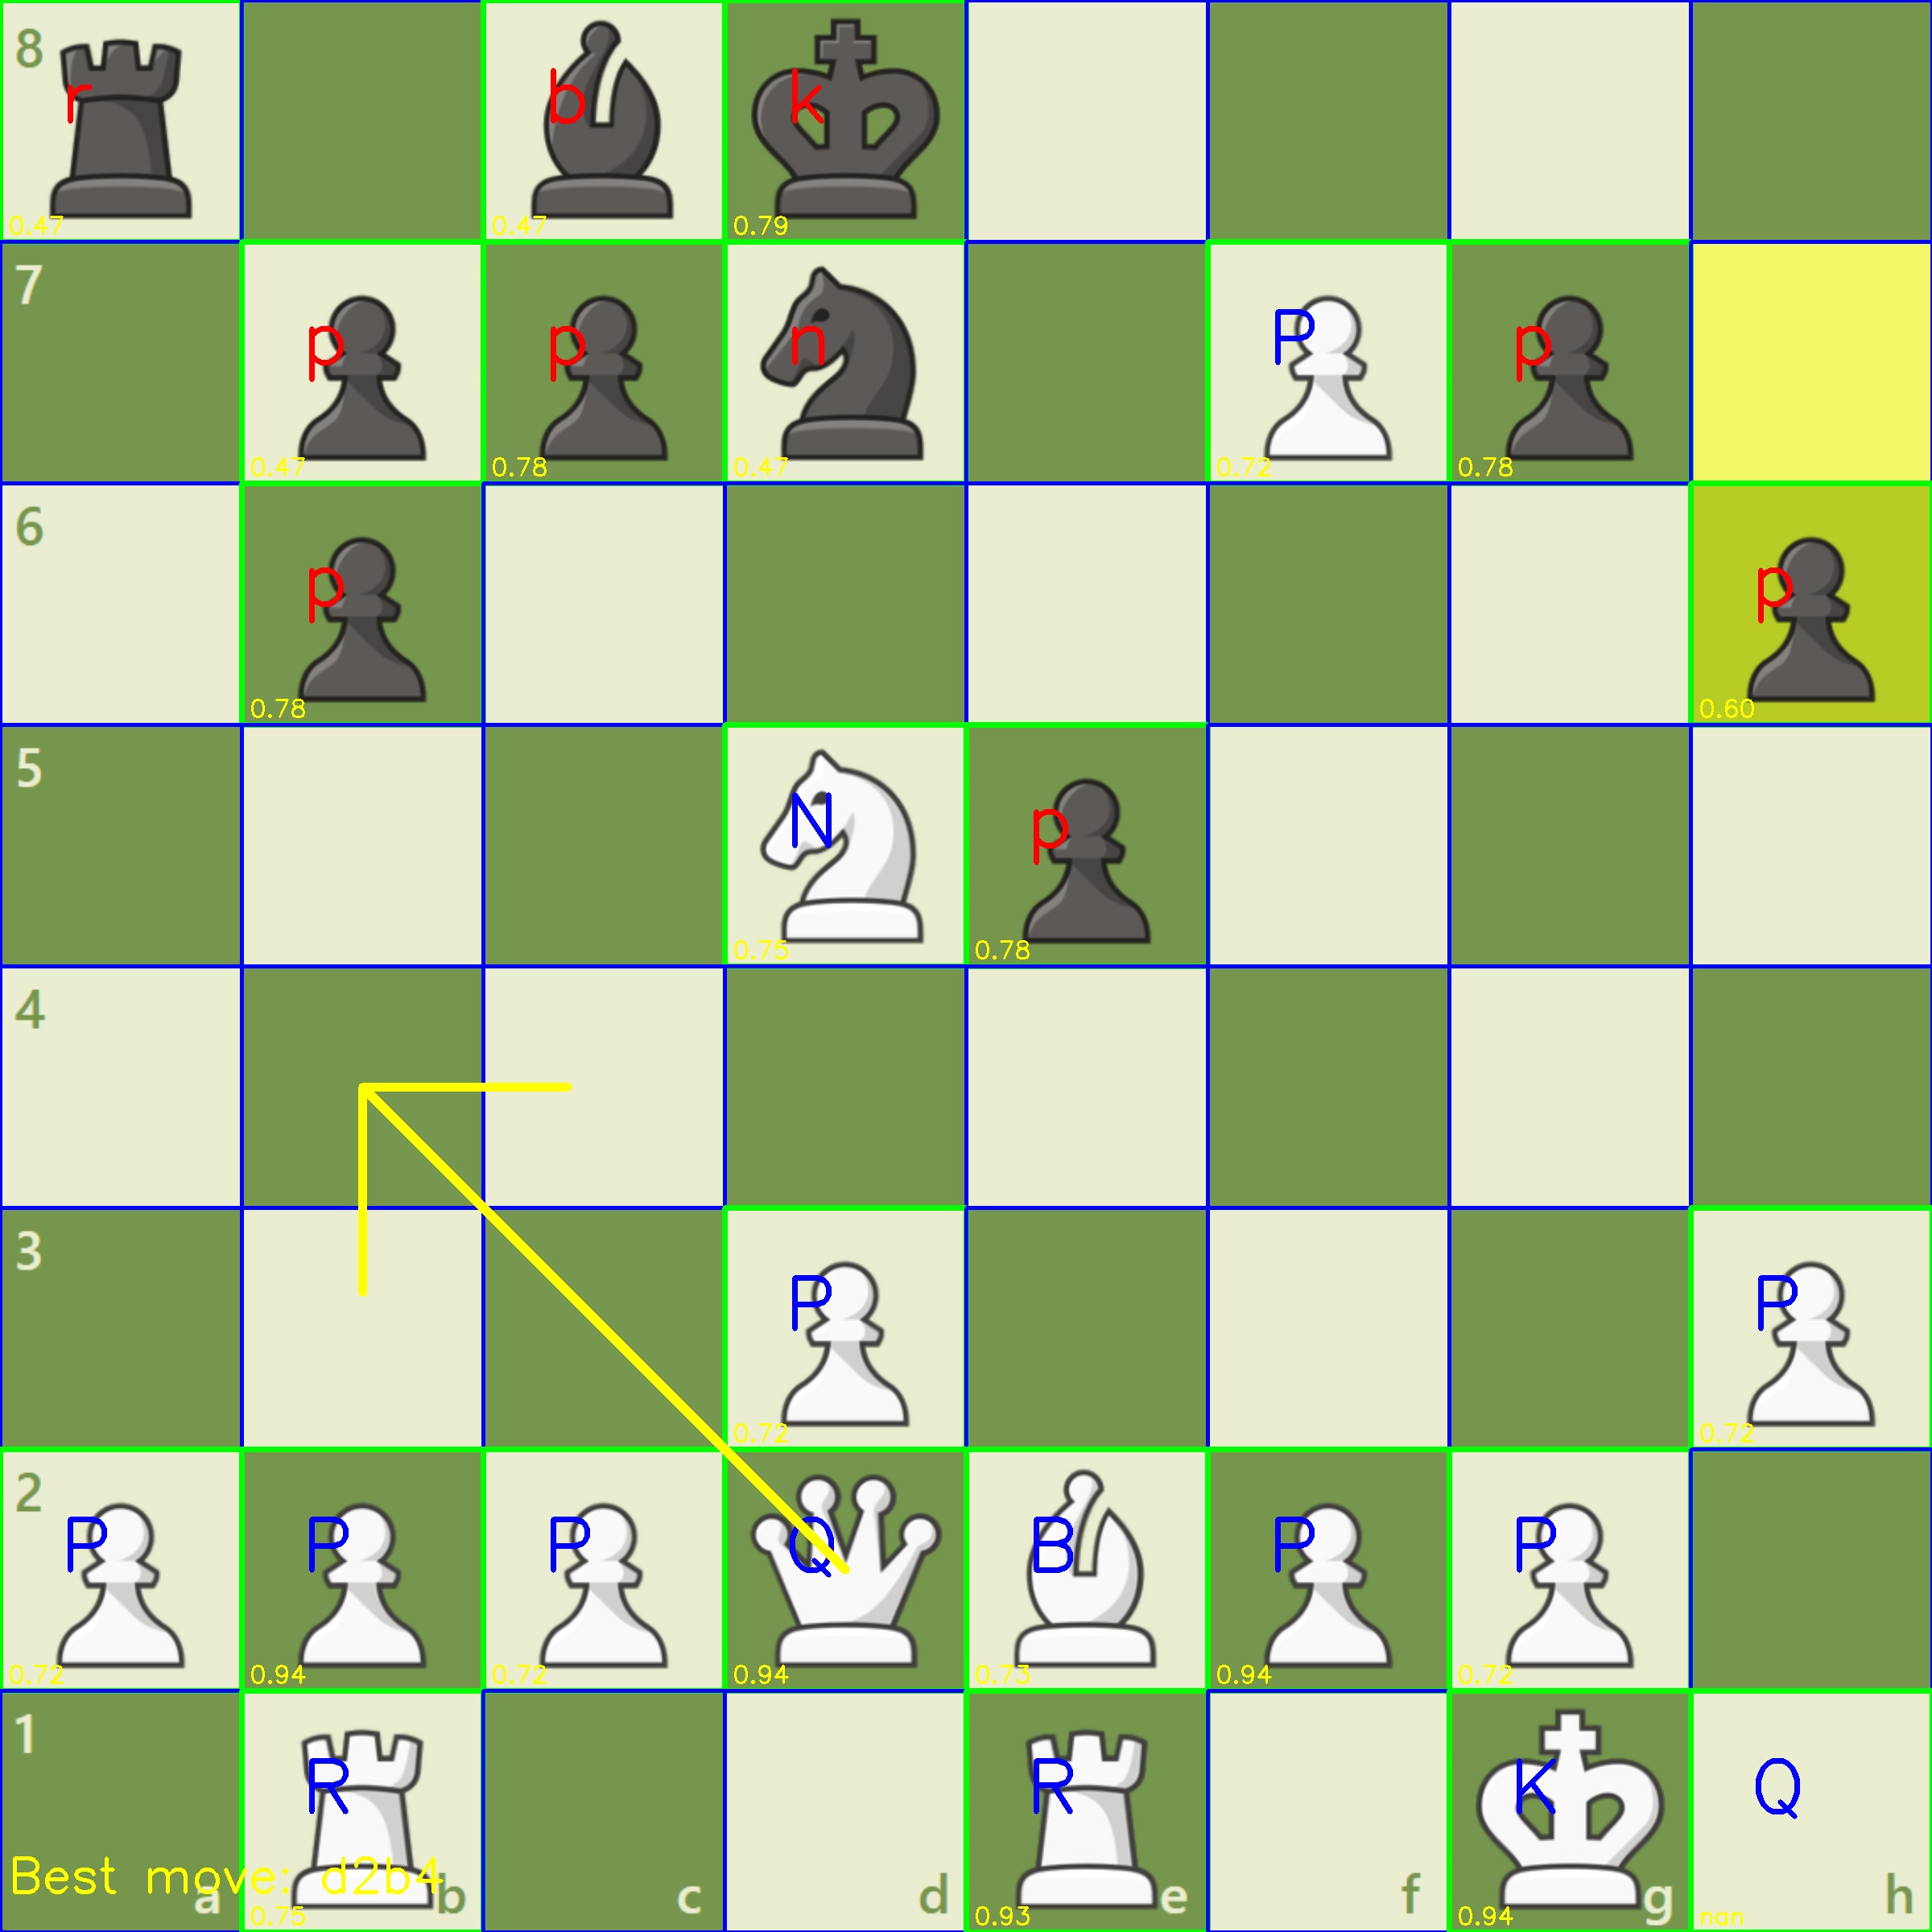 8 r b k
0.47 0.47 0.79
7 p p n P p
0.47 0.78 0.47 0.72 0.78
6 p p
0.78 0.60
5 N p
0.75 0.78
4
3 P P
0.72 0.72
2 P P P Q B P P
0.72 0.94 0.72 0.94 0.73 0.94 0.72
1 R R K Q
Best move: d2b4
a b c d e f g h
0.75 0.93 0.94 nan